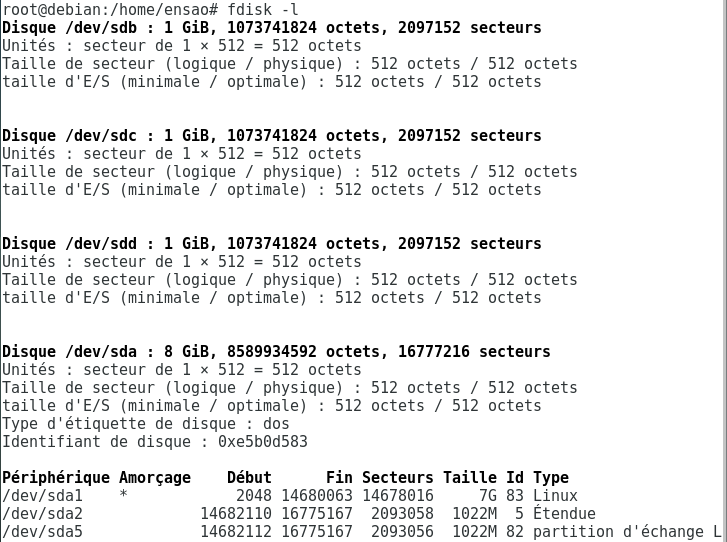 root@debian:/home/ensao# fdisk -l
Disque /dev/sdb : 1 GiB, 1073741824 octets, 2097152 secteurs
Unités : secteur de 1 × 512 = 512 octets
Taille de secteur (logique / physique) : 512 octets / 512 octets
taille d'E/S (minimale / optimale) : 512 octets / 512 octets
Disque /dev/sdc : 1 GiB, 1073741824 octets, 2097152 secteurs
Unités : secteur de 1 × 512 = 512 octets
Taille de secteur (logique / physique) : 512 octets / 512 octets
taille d'E/S (minimale / optimale) : 512 octets / 512 octets
Disque /dev/sdd : 1 GiB, 1073741824 octets, 2097152 secteurs
Unités : secteur de 1 × 512 = 512 octets
Taille de secteur (logique / physique) : 512 octets / 512 octets
taille d'E/S (minimale / optimale) : 512 octets / 512 octets
Disque /dev/sda : 8 GiB, 8589934592 octets, 16777216 secteurs
Unités : secteur de 1 × 512 = 512 octets
Taille de secteur (logique / physique) : 512 octets / 512 octets
taille d'E/S (minimale / optimale) : 512 octets / 512 octets
Type d'étiquette de disque : dos
Identifiant de disque : 0xe5b0d583
Périphérique Amorçage Début Fin Secteurs Taille Id Type
/dev/sda1 * 2048 14680063 14678016 7G 83 Linux
/dev/sda2 14682110 16775167 2093058 1022M 5 Étendue
/dev/sda5 14682112 16775167 2093056 1022M 82 partition d'échange L